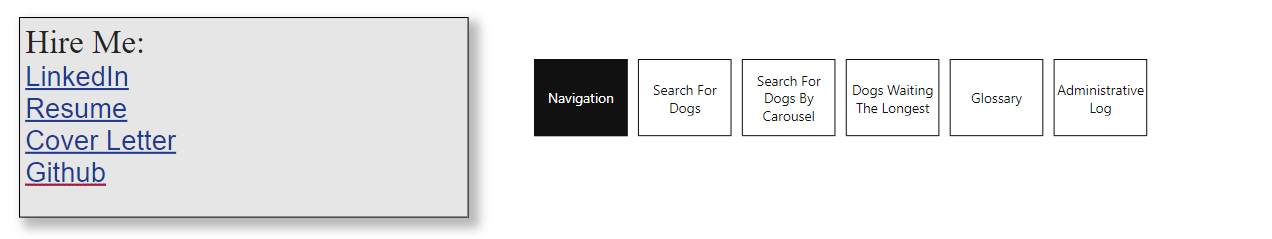 Hire Me:
LinkedIn
Resume
Cover Letter
Github
Navigation
Search For
Dogs
Search For
Dogs By
Carousel
Dogs Waiting
The Longest
Glossary
Administrative
Log